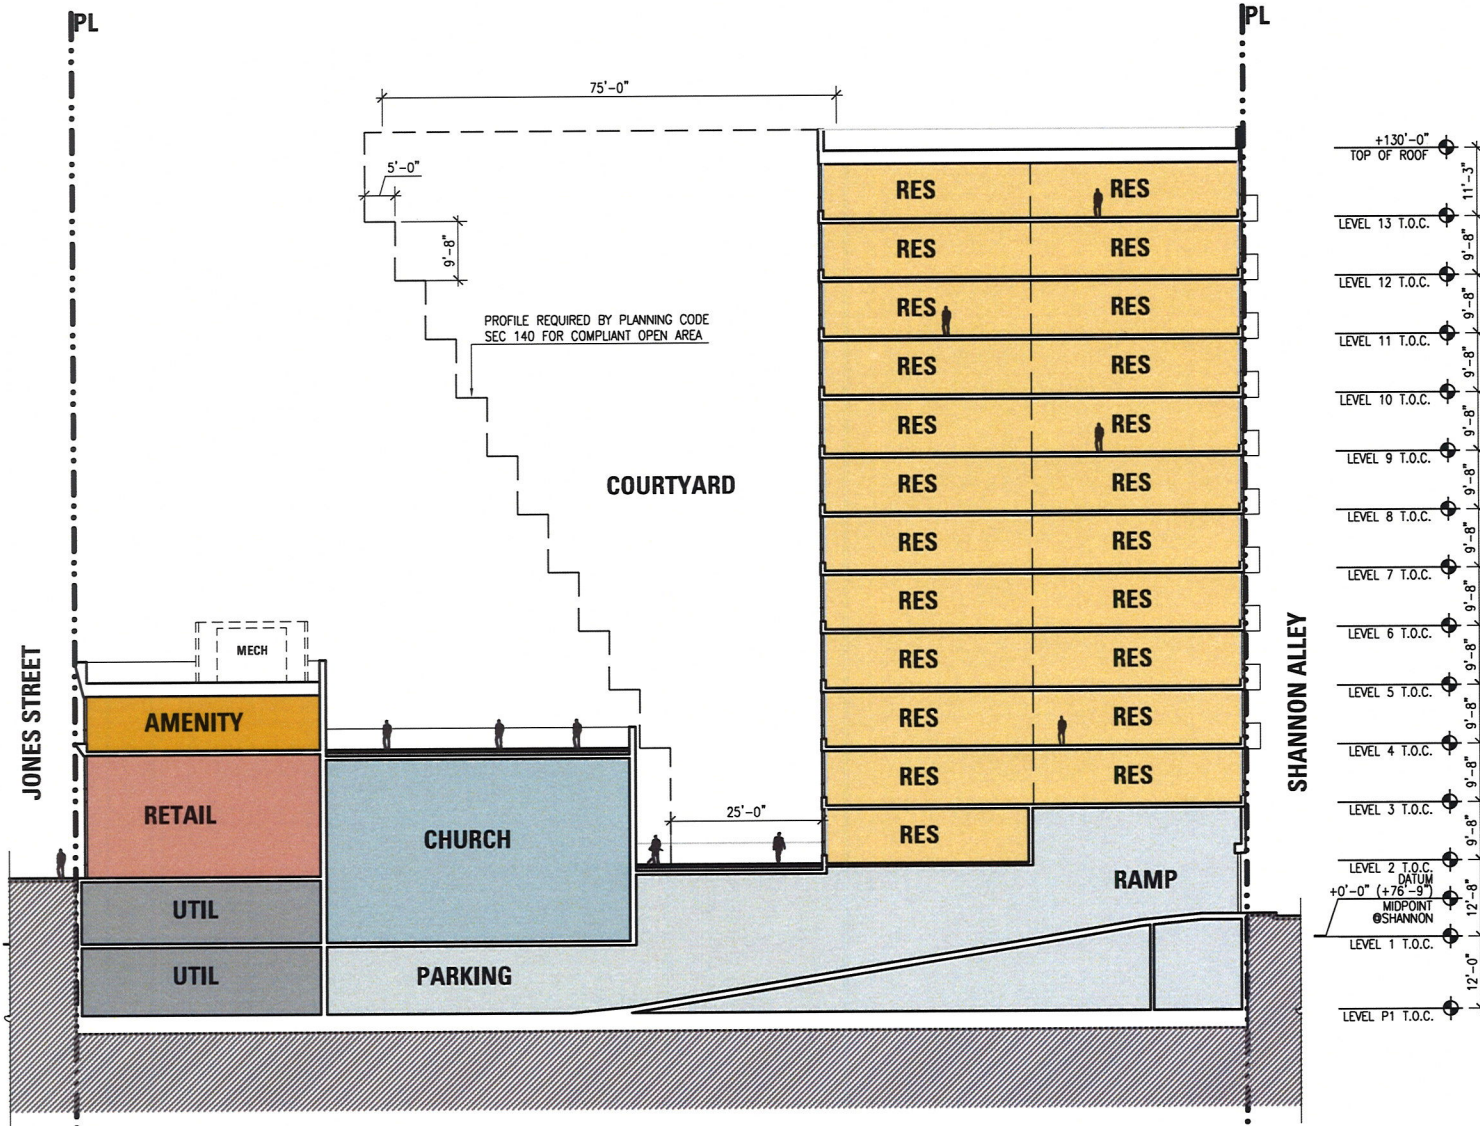 PL
PL
75'-0"
+130'-0"
TOP OF ROOF
11'-3"
5'-0"
RES
RES
LEVEL 13 T.O.C.
9'-8"
9'-8"
RES
RES
LEVEL 12 T.O.C.
9'-8"
PROFILE REQUIRED BY PLANNING CODE
SEC 140 FOR COMPLIANT OPEN AREA
RES
RES
LEVEL 11 T.O.C.
9'-8"
RES
RES
LEVEL 10 T.O.C.
9'-8"
RES
RES
LEVEL 9 T.O.C.
9'-8"
COURTYARD
RES
RES
LEVEL 8 T.O.C.
9'-8"
RES
RES
LEVEL 7 T.O.C.
9'-8"
RES
RES
LEVEL 6 T.O.C.
9'-8"
MECH
RES
RES
LEVEL 5 T.O.C.
9'-8"
JONES STREET
AMENITY
RES
RES
SHANNON ALLEY
LEVEL 4 T.O.C.
9'-8"
RES
RES
LEVEL 3 T.O.C.
9'-8"
RETAIL
CHURCH
25'-0"
RES
LEVEL 2 T.O.C.
DATUM
+0'-0" (+76'-9")
MIDPOINT
@SHANNON
12'-8"
RAMP
UTIL
LEVEL 1 T.O.C.
12'-0"
UTIL
PARKING
LEVEL P1 T.O.C.